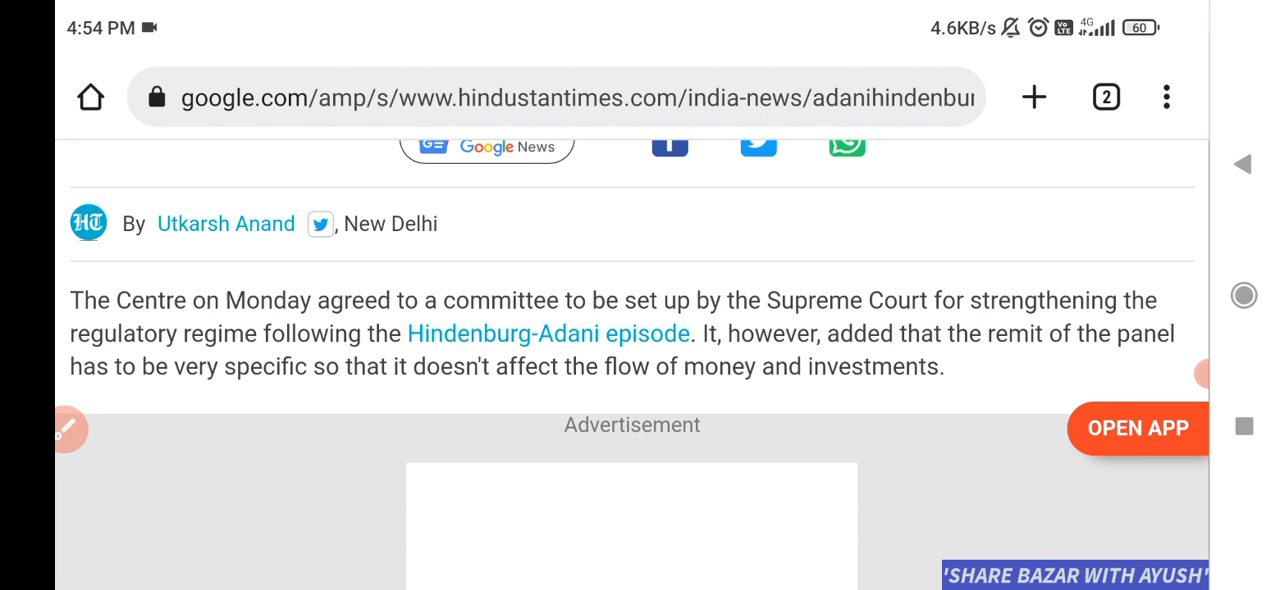 4:54 PM 4.6KB/s Vo LTE 4G 60
google.com/amp/s/www.hindustantimes.com/india-news/adanihindenbur 2
Google News
HT By Utkarsh Anand , New Delhi
The Centre on Monday agreed to a committee to be set up by the Supreme Court for strengthening the
regulatory regime following the Hindenburg-Adani episode. It, however, added that the remit of the panel
has to be very specific so that it doesn't affect the flow of money and investments.
Advertisement
OPEN APP
'SHARE BAZAR WITH AYUSH'